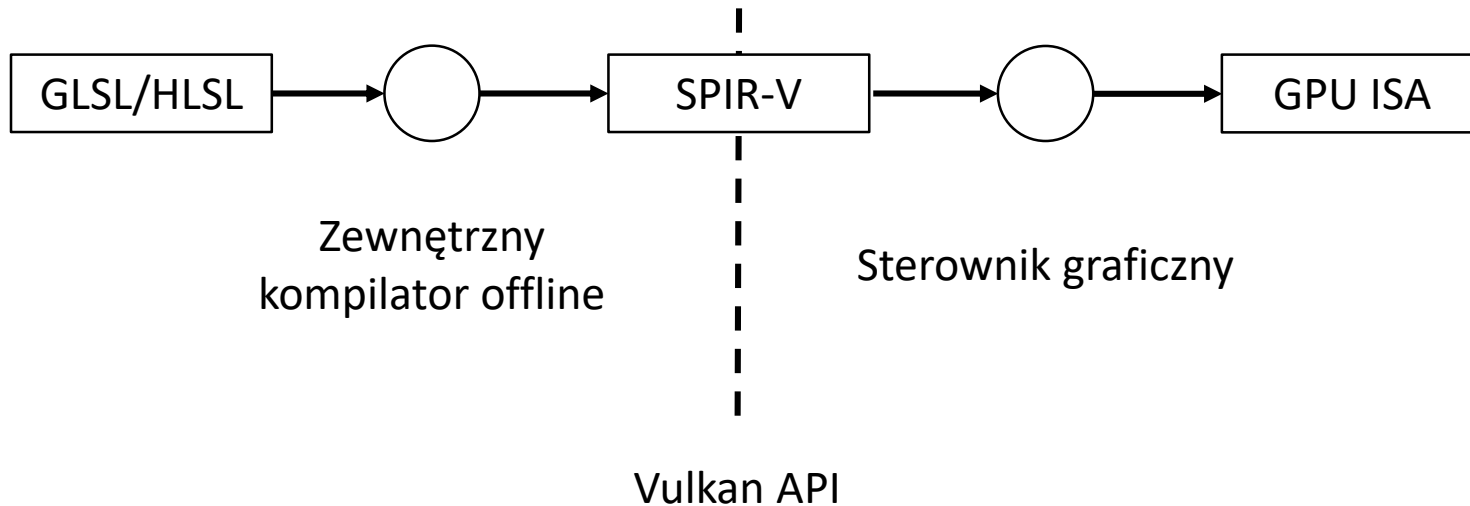 GLSL/HLSL
SPIR-V
GPU ISA
Zewnętrzny
kompilator offline
Sterownik graficzny
Vulkan API